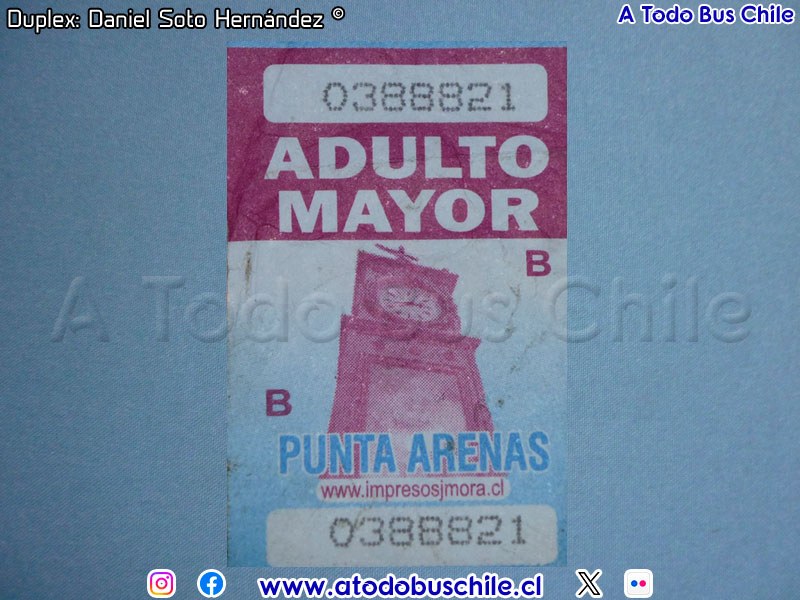 Duplex: Daniel Soto Hernández ©
A Todo Bus Chile
0388821
ADULTO
MAYOR
B
A Todo Bus Chile
B
PUNTA ARENAS
www.impresosjmora.cl
0388821
www.atodobuschile.cl